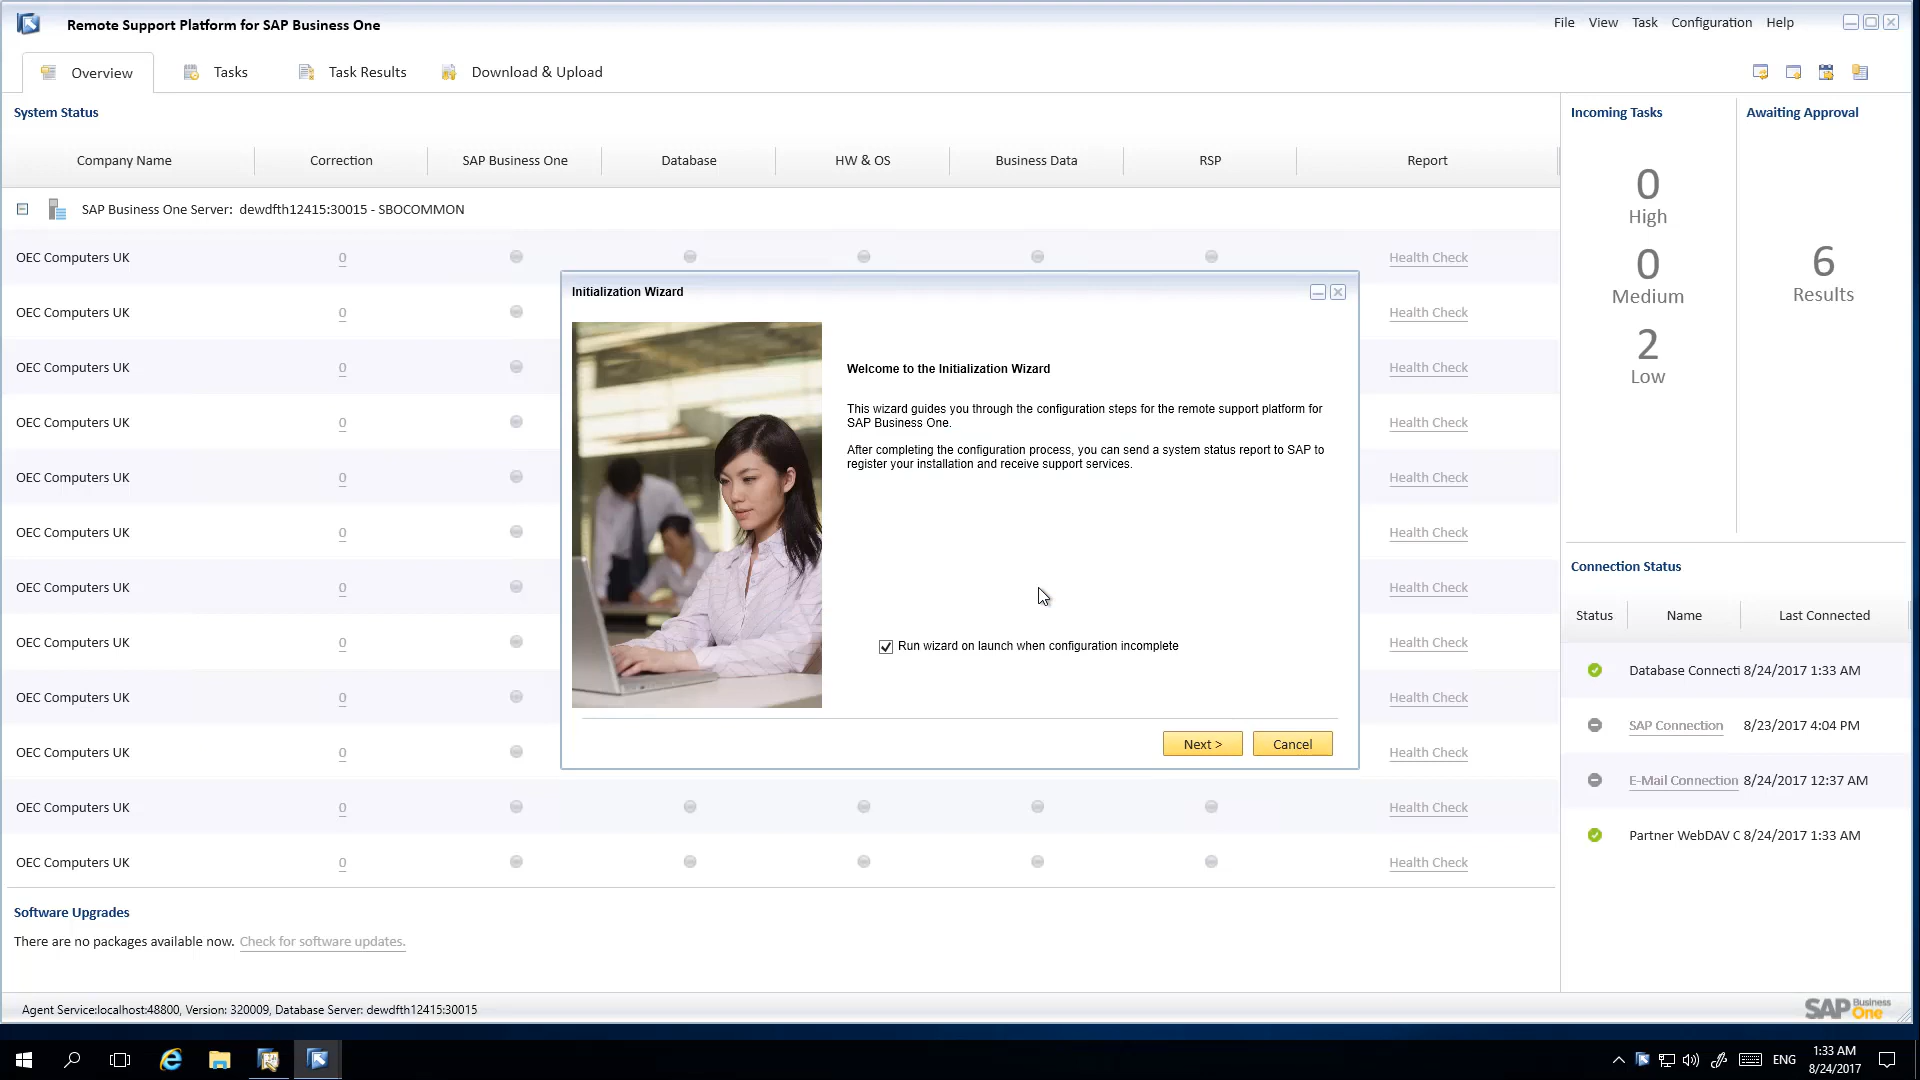 Remote Support Platform for SAP Business One
File View Task Configuration Help
Overview Tasks Task Results Download & Upload
System Status
Company Name Correction SAP Business One Database HW & OS Business Data RSP Report
SAP Business One Server: dewdfth12415:30015 - SBOCOMMON
OEC Computers UK 0 Health Check
OEC Computers UK 0 Health Check
OEC Computers UK 0 Health Check
OEC Computers UK 0 Health Check
OEC Computers UK 0 Health Check
OEC Computers UK 0 Health Check
OEC Computers UK 0 Health Check
OEC Computers UK 0 Health Check
OEC Computers UK 0 Health Check
OEC Computers UK 0 Health Check
OEC Computers UK 0 Health Check
OEC Computers UK 0 Health Check
Initialization Wizard
Welcome to the Initialization Wizard
This wizard guides you through the configuration steps for the remote support platform for
SAP Business One.
After completing the configuration process, you can send a system status report to SAP to
register your installation and receive support services.
Run wizard on launch when configuration incomplete
Next > Cancel
Incoming Tasks
0
High
0
Medium
2
Low
Awaiting Approval
6
Results
Connection Status
Status Name Last Connected
Database Connecti 8/24/2017 1:33 AM
SAP Connection 8/23/2017 4:04 PM
E-Mail Connection 8/24/2017 12:37 AM
Partner WebDAV C 8/24/2017 1:33 AM
Software Upgrades
There are no packages available now. Check for software updates.
Agent Service:localhost:48800, Version: 320009, Database Server: dewdfth12415:30015
SAP Business One
ENG
1:33 AM
8/24/2017